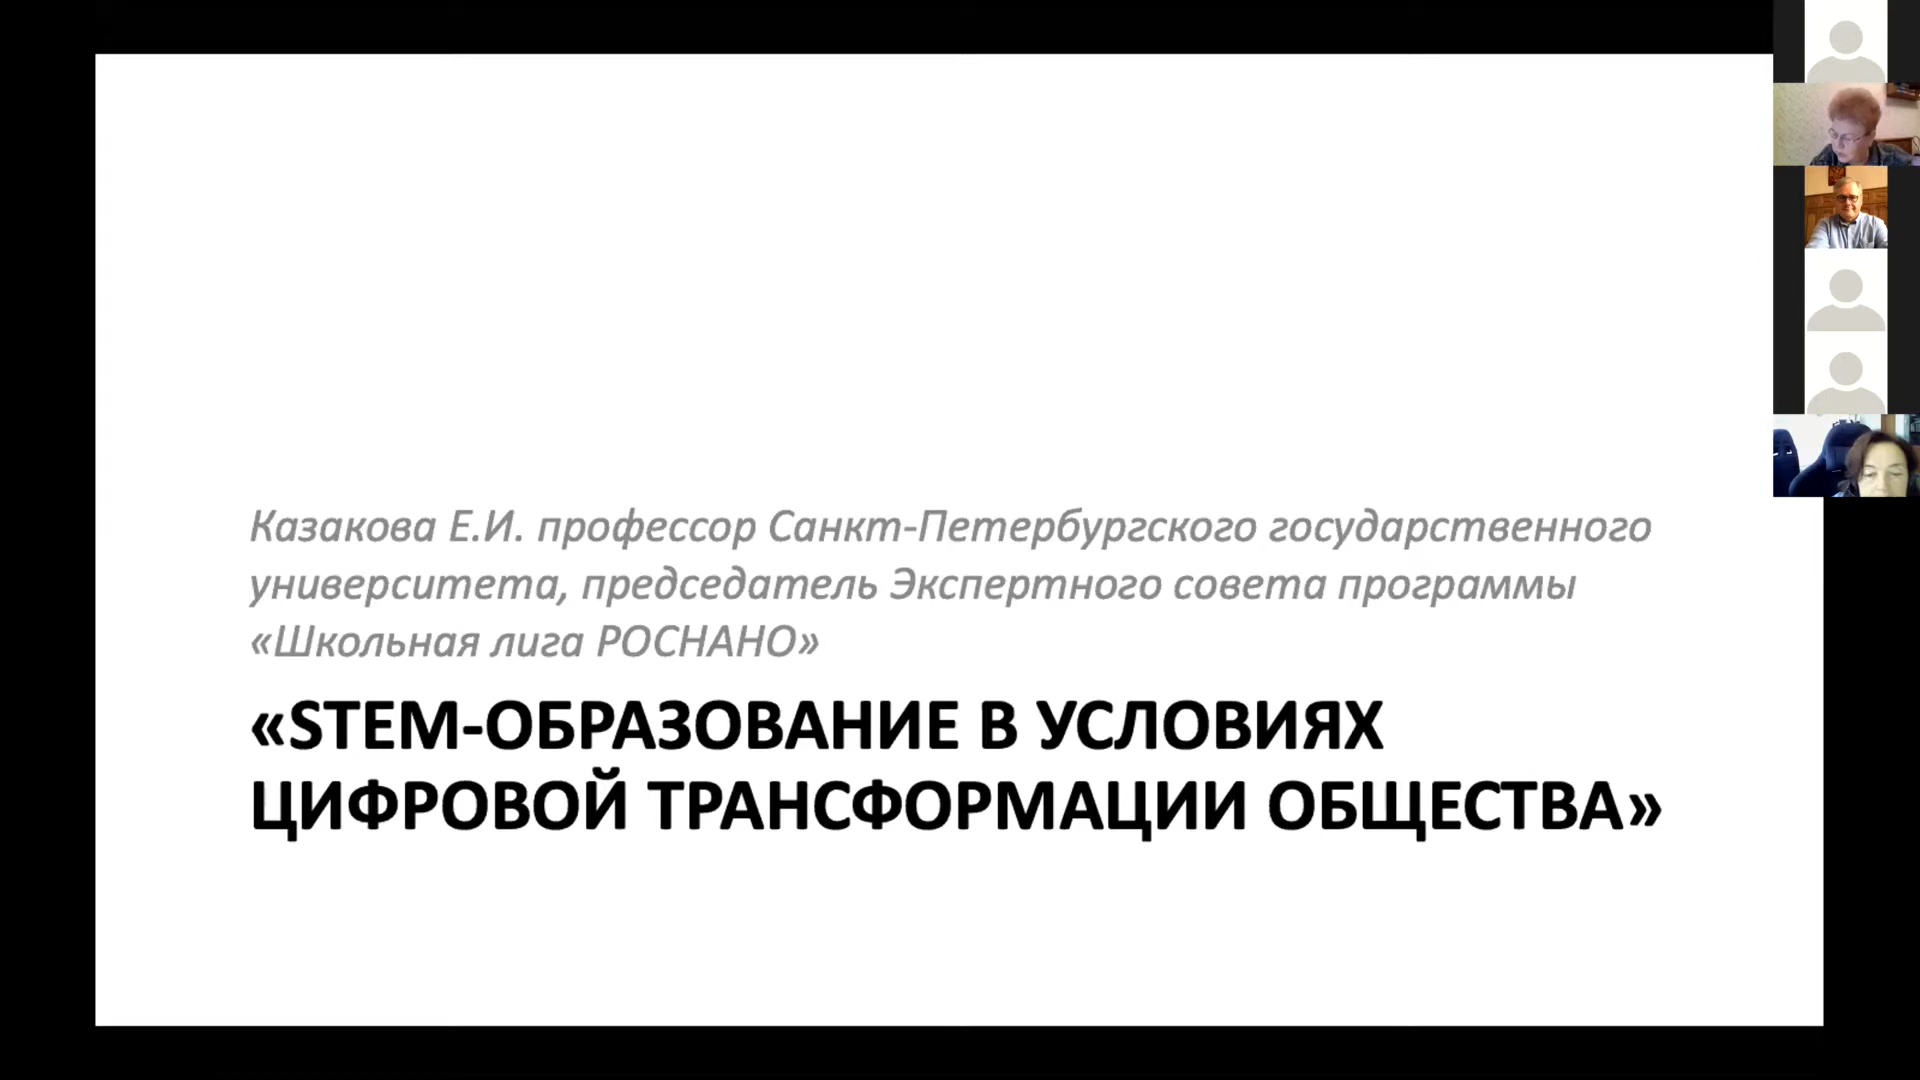 Казакова Е.И. профессор Санкт-Петербургского государственного
университета, председатель Экспертного совета программы
«Школьная лига РОСНАНО»
«STEM-ОБРАЗОВАНИЕ В УСЛОВИЯХ
ЦИФРОВОЙ ТРАНСФОРМАЦИИ ОБЩЕСТВА»